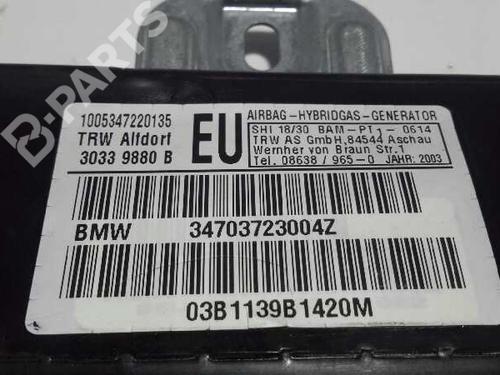 B-PARTS
1005347220135
TRW Alfdorf
3033 9880 B
EU
AIRBAG-HYBRIDGAS-GENERATOR
SHI 18/30 BAM-PT1- 0614
TRW AS GmbH,84544 Aschau
Wernher von Braun Str.1
Tel. 08638 / 965-0 JAHR: 2003
BMW 34703723004Z
03B1139B1420M